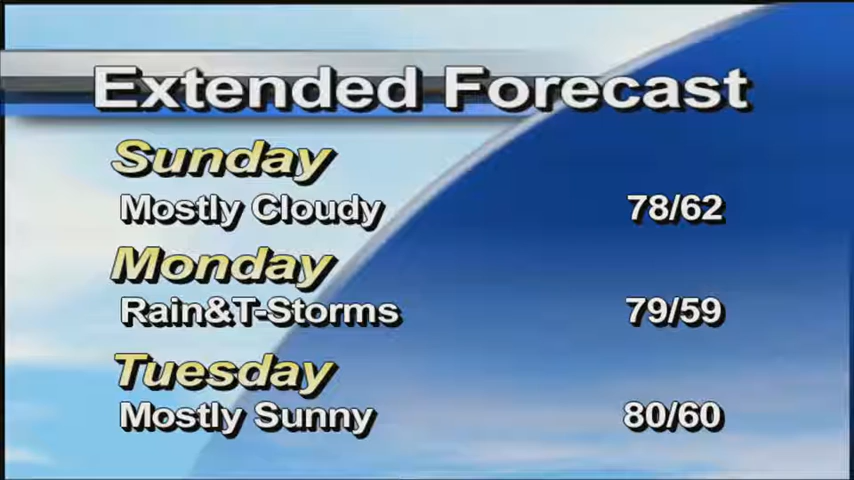 Extended Forecast
Sunday
Mostly Cloudy 78/62
Monday
Rain&T-Storms 79/59
Tuesday
Mostly Sunny 80/60